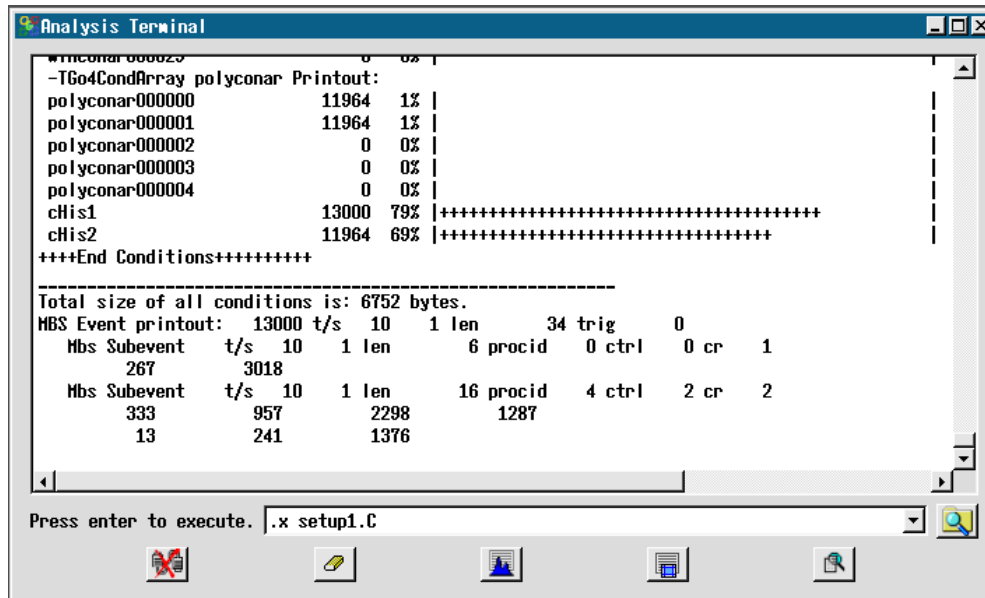 Analysis Terminal
-TGo4CondArray polyconar Printout:
polyconar000000 11964 1% | |
polyconar000001 11964 1% | |
polyconar000002 0 0% | |
polyconar000003 0 0% | |
polyconar000004 0 0% | |
cHis1 13000 79% |+++++++++++++++++++++++++++++++++++++++ |
cHis2 11964 69% |++++++++++++++++++++++++++++++++++ |
++++End Conditions++++++++++
___________________________________________________________
Total size of all conditions is: 6752 bytes.
MBS Event printout: 13000 t/s 10 1 len 34 trig 0
Mbs Subevent t/s 10 1 len 6 procid 0 ctrl 0 cr 1
267 3018
Mbs Subevent t/s 10 1 len 16 procid 4 ctrl 2 cr 2
333 957 2298 1287
13 241 1376
Press enter to execute. .x setup1.C